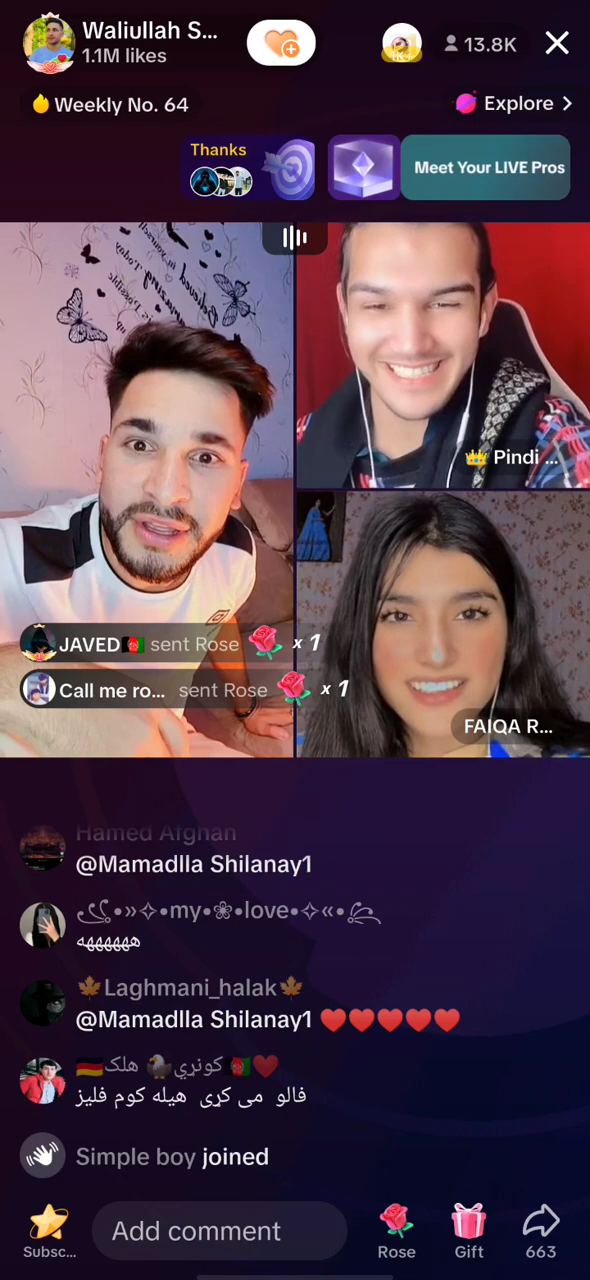 Waliullah S...
1.1M likes
13.8K
Weekly No. 64
Explore >
Thanks
Meet Your LIVE Pros
Pindi ...
JAVED🇦🇫 sent Rose x 1
Call me ro... sent Rose x 1
FAIQA R...
Hamed Afghan
@Mamadlla Shilanay1
•»✧•my•❀•love•✧«•
ههههههه
🍁Laghmani_halak🍁
@Mamadlla Shilanay1 ♥️♥️♥️♥️♥️
🇩🇪کونړي🦅 هلک🇦🇫❤️
فالو می کړی هیله کوم فلیز
Simple boy joined
Add comment
Subsc...
Rose
Gift
663